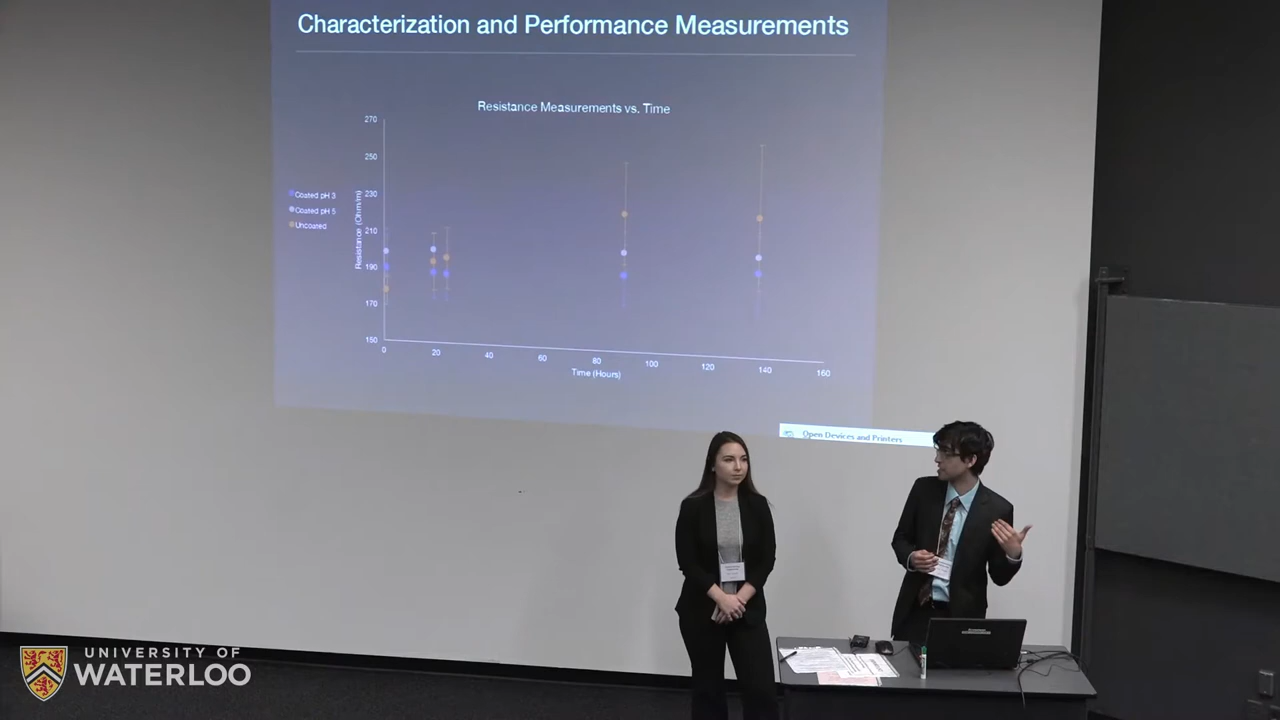 Characterization and Performance Measurements
Resistance Measurements vs. Time
270
250
230
210
190
170
150
Resistance (Ohm/m)
Coated pH 3
Coated pH 5
Uncoated
0
20
40
60
80
100
120
140
160
Time (Hours)
Open Devices and Printers
UNIVERSITY OF
WATERLOO